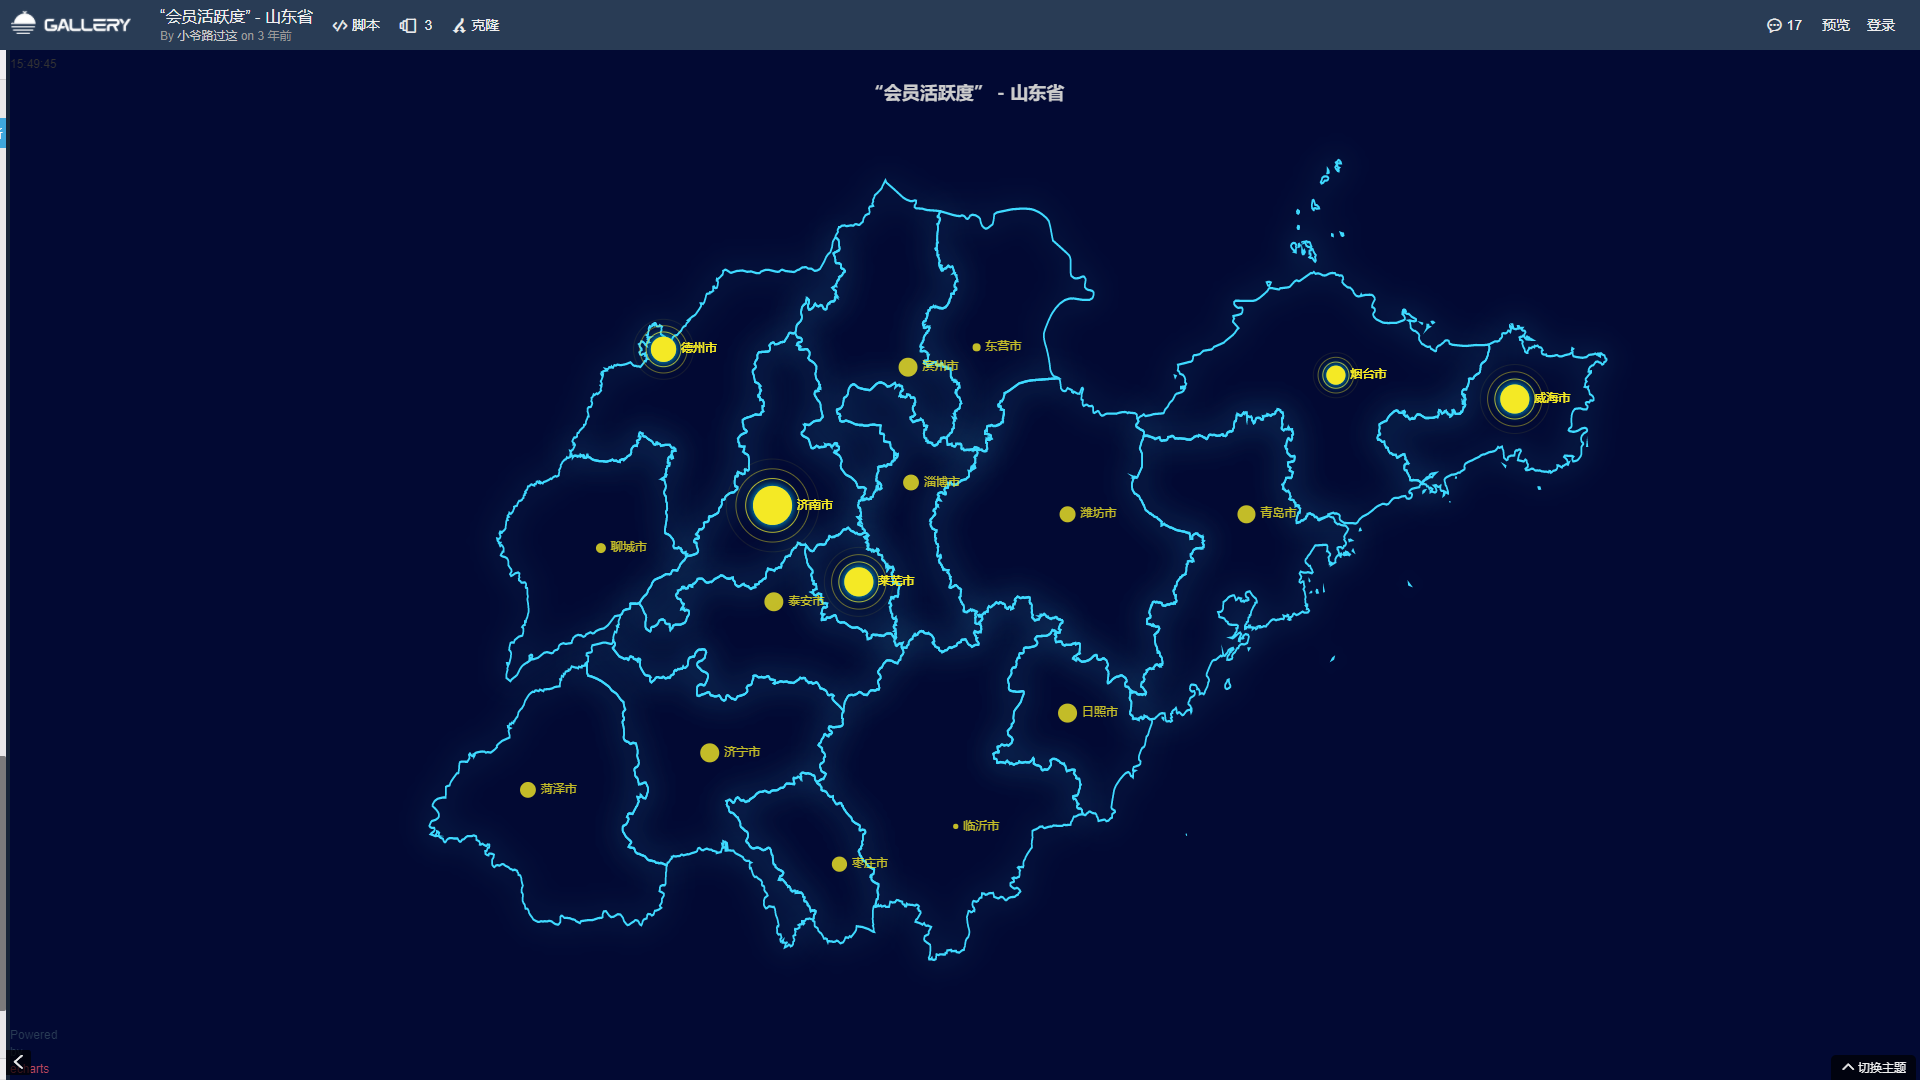 GALLERY
“会员活跃度” - 山东省
By 小爷路过这 on 3 年前
脚本
3
克隆
17
预览
登录
15:49:45
“会员活跃度” - 山东省
东营市
德州市
滨州市
烟台市
威海市
淄博市
济南市
潍坊市
青岛市
聊城市
莱芜市
泰安市
日照市
济宁市
菏泽市
临沂市
枣庄市
Powered
切换主题